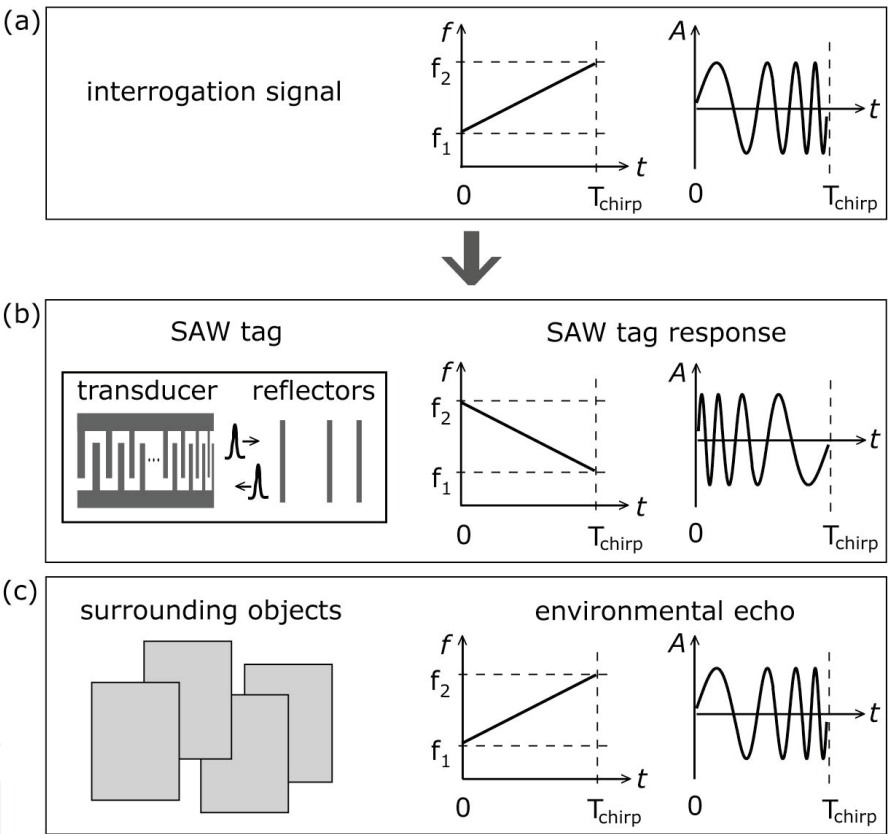 (a)
interrogation signal
f
f2
f1
0
Tchirp
t
A
t
0
Tchirp
(b)
SAW tag
transducer reflectors
...
SAW tag response
f
f2
f1
0
Tchirp
t
A
t
0
Tchirp
(c)
surrounding objects
environmental echo
f
f2
f1
0
Tchirp
t
A
t
0
Tchirp